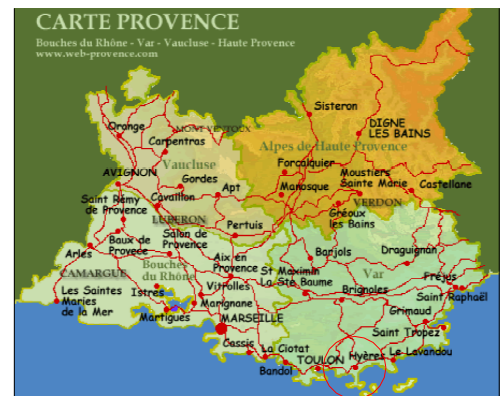 CARTE PROVENCE
Bouches du Rhône - Var - Vaucluse - Haute Provence
www.web-provence.com
Sisteron
Orange
MONT VENTOUX
DIGNE
LES BAINS
Carpentras
Alpes de Haute Provence
Vaucluse
Forcalquier
AVIGNON
Gordes
Moustiers
Sainte Marie
Apt
Manosque
Castellane
Saint Rémy
de Provence
Cavaillon
VERDON
LUBERON
Gréoux
les Bains
Pertuis
Baux de
Provece
Salon de
Provence
Arles
Aix en
Provence
Barjols
Draguignan
CAMARGUE
Bouches
du Rhône
St Maximin
La Ste Baume
Var
Fréjus
Les Saintes
Maries
de la Mer
Istres
Vitrolles
Brignoles
Saint Raphaël
Marignane
Grimaud
Martigues
MARSEILLE
Saint Tropez
Cassis
La Ciotat
Hyères
Le Lavandou
TOULON
Bandol